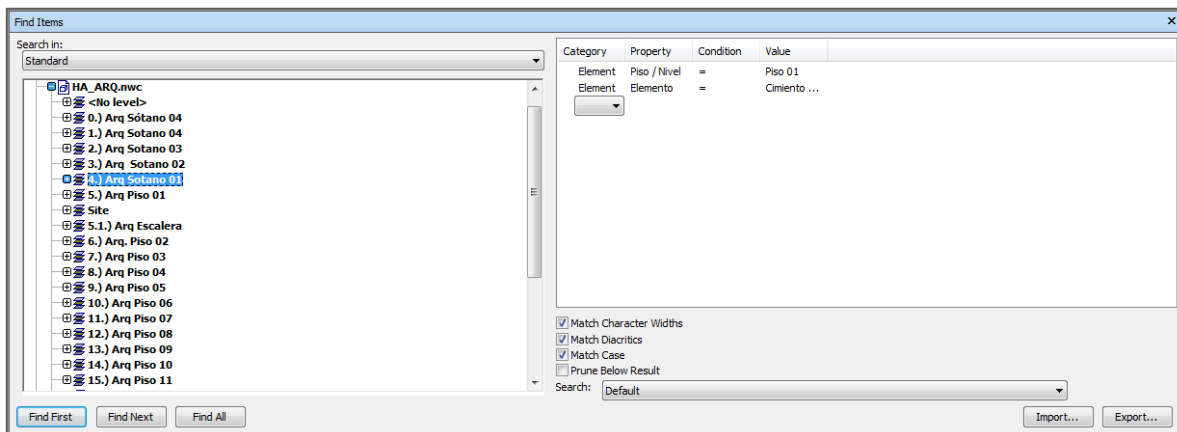 Find Items
Search in:
Standard
HA_ARQ.nwc
<No level>
0.) Arq Sótano 04
1.) Arq Sotano 04
2.) Arq Sotano 03
3.) Arq  Sotano 02
4.) Arq Sotano 01
5.) Arq Piso 01
Site
5.1.) Arq Escalera
6.) Arq. Piso 02
7.) Arq Piso 03
8.) Arq Piso 04
9.) Arq Piso 05
10.) Arq Piso 06
11.) Arq Piso 07
12.) Arq Piso 08
13.) Arq Piso 09
14.) Arq Piso 10
15.) Arq Piso 11
Find First Find Next Find All
Category Property Condition Value
Element Piso / Nivel = Piso 01
Element Elemento = Cimiento ...
Match Character Widths
Match Diacritics
Match Case
Prune Below Result
Search: Default
Import... Export...